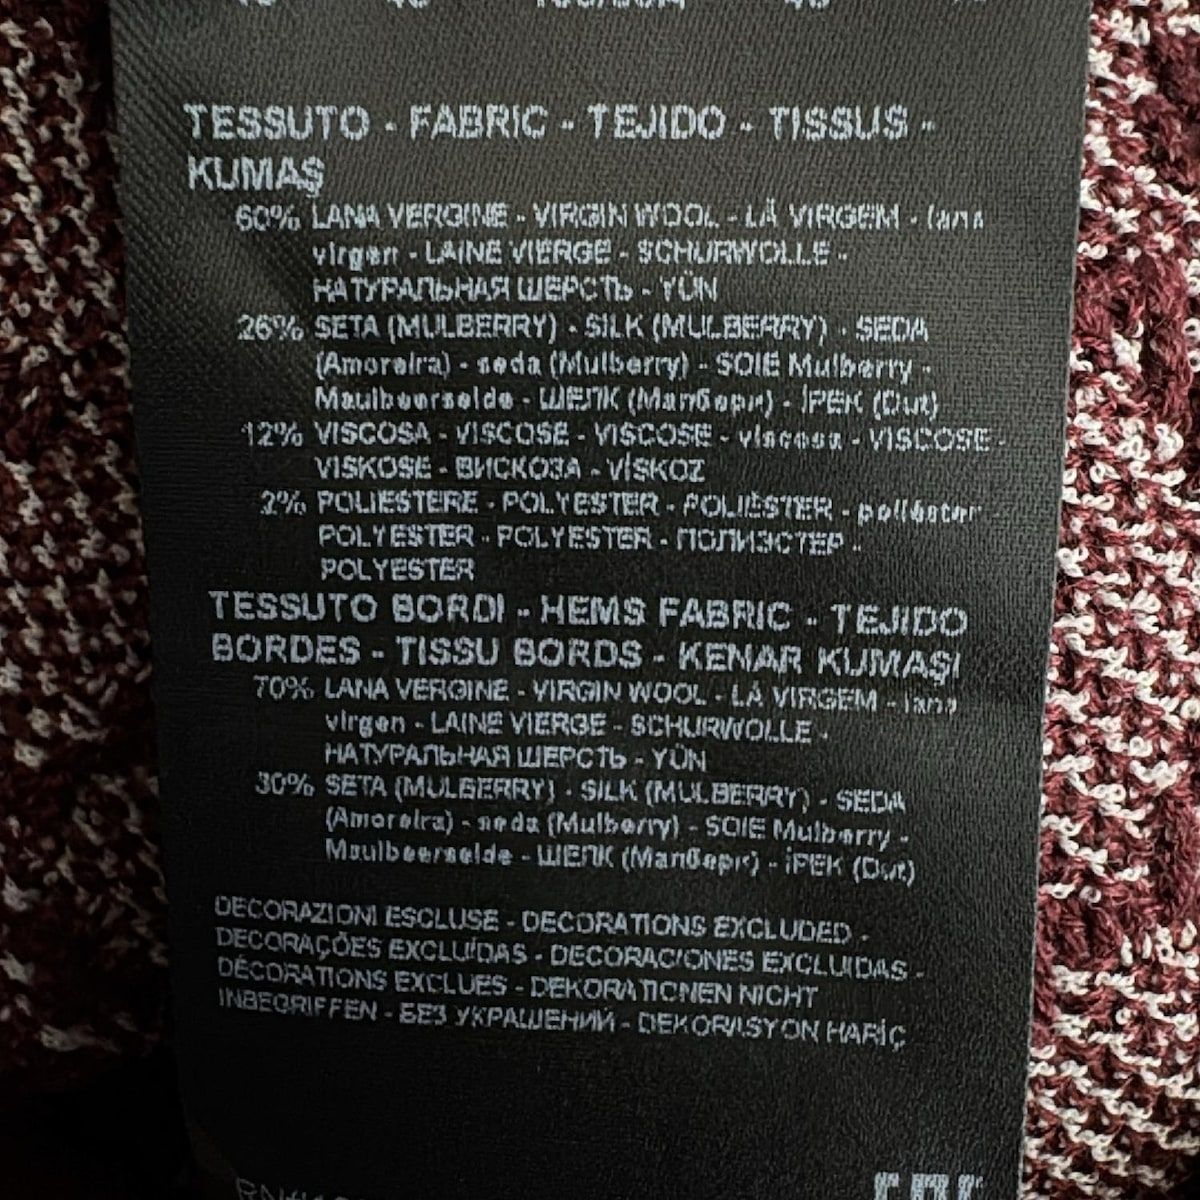 TESSUTO - FABRIC - TEJIDO - TISSUS -
KUMAŞ
60% LANA VERGINE - VIRGIN WOOL - LÃ VIRGEM - lana
virgen - LAINE VIERGE - SCHURWOLLE -
НАТУРАЛЬНАЯ ШЕРСТЬ - YÜN
26% SETA (MULBERRY) - SILK (MULBERRY) - SEDA
(Amoreira) - seda (Mulberry) - SOIE Mulberry -
Maulbeerseide - ШЕЛК (Малбери) - İPEK (Dut)
12% VISCOSA - VISCOSE - VISCOSE - viscosa - VISCOSE -
VISKOSE - ВИСКОЗА - VİSKOZ
2% POLIESTERE - POLYESTER - POLIÉSTER - poliéster
POLYESTER - POLYESTER - ПОЛИЭСТЕР -
POLYESTER
TESSUTO BORDI - HEMS FABRIC - TEJIDO
BORDES - TISSU BORDS - KENAR KUMAŞI
70% LANA VERGINE - VIRGIN WOOL - LÃ VIRGEM - lana
virgen - LAINE VIERGE - SCHURWOLLE -
НАТУРАЛЬНАЯ ШЕРСТЬ - YÜN
30% SETA (MULBERRY) - SILK (MULBERRY) - SEDA
(Amoreira) - seda (Mulberry) - SOIE Mulberry -
Maulbeerseide - ШЕЛК (Малбери) - İPEK (Dut)
DECORAZIONI ESCLUSE - DECORATIONS EXCLUDED -
DECORAÇÕES EXCLUÍDAS - DECORACIONES EXCLUIDAS -
DÉCORATIONS EXCLUES - DEKORATIONEN NICHT
INBEGRIFFEN - БЕЗ УКРАШЕНИЙ - DEKORASYON HARİÇ